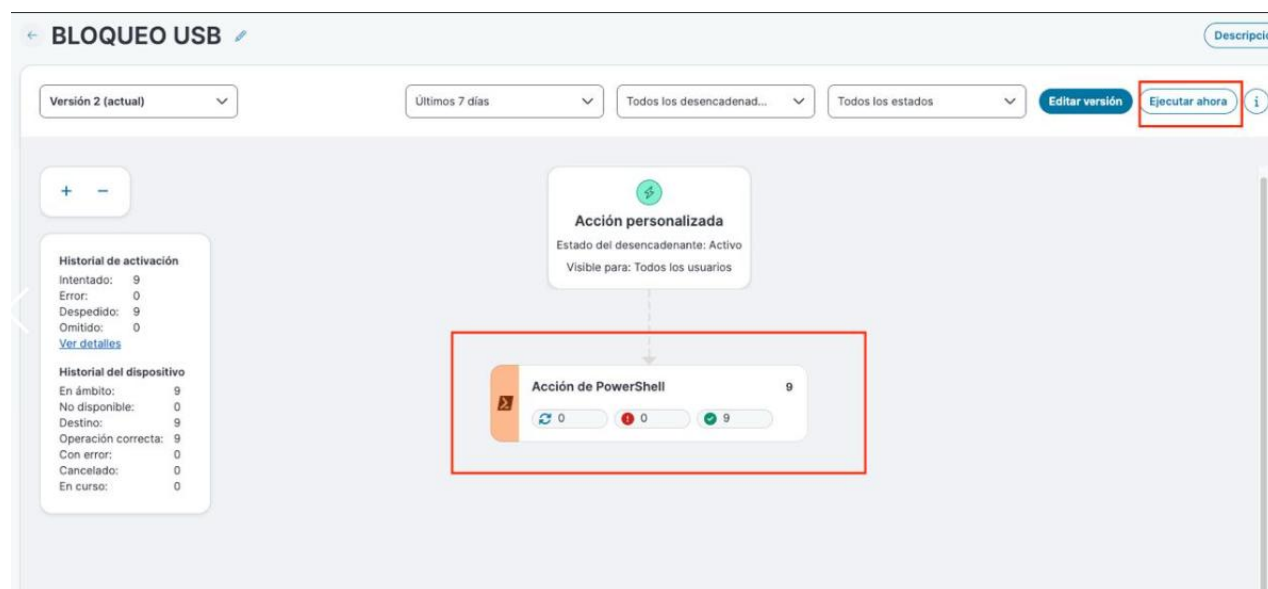 BLOQUEO USB
Descripció
Versión 2 (actual)
Últimos 7 días
Todos los desencadenad...
Todos los estados
Editar versión
Ejecutar ahora
i
+ −
Acción personalizada
Estado del desencadenante: Activo
Visible para: Todos los usuarios
Historial de activación
Intentado: 9
Error: 0
Despedido: 9
Omitido: 0
Ver detalles
Historial del dispositivo
En ámbito: 9
No disponible: 0
Destino: 9
Operación correcta: 9
Con error: 0
Cancelado: 0
En curso: 0
Acción de PowerShell 9
0 0 9